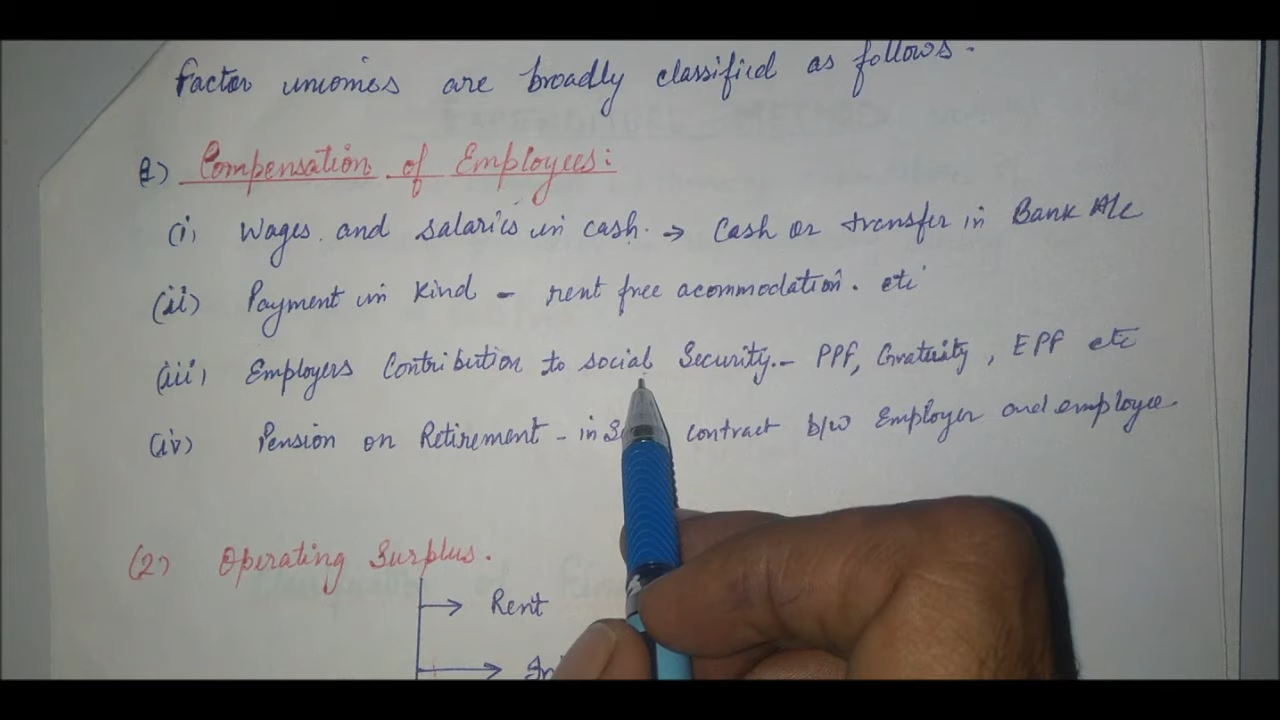 Factor incomes are broadly classified as follows.
1) Compensation of Employees:
(i) Wages and salaries in cash. → Cash or transfer in Bank A/c
(ii) Payment in Kind - rent free acommodation. etc
(iii) Employers Contribution to social Security. - PPF, Gratuity, EPF etc
(iv) Pension on Retirement - in contract b/w Employer and employee.
(2) Operating Surplus.
→ Rent
→